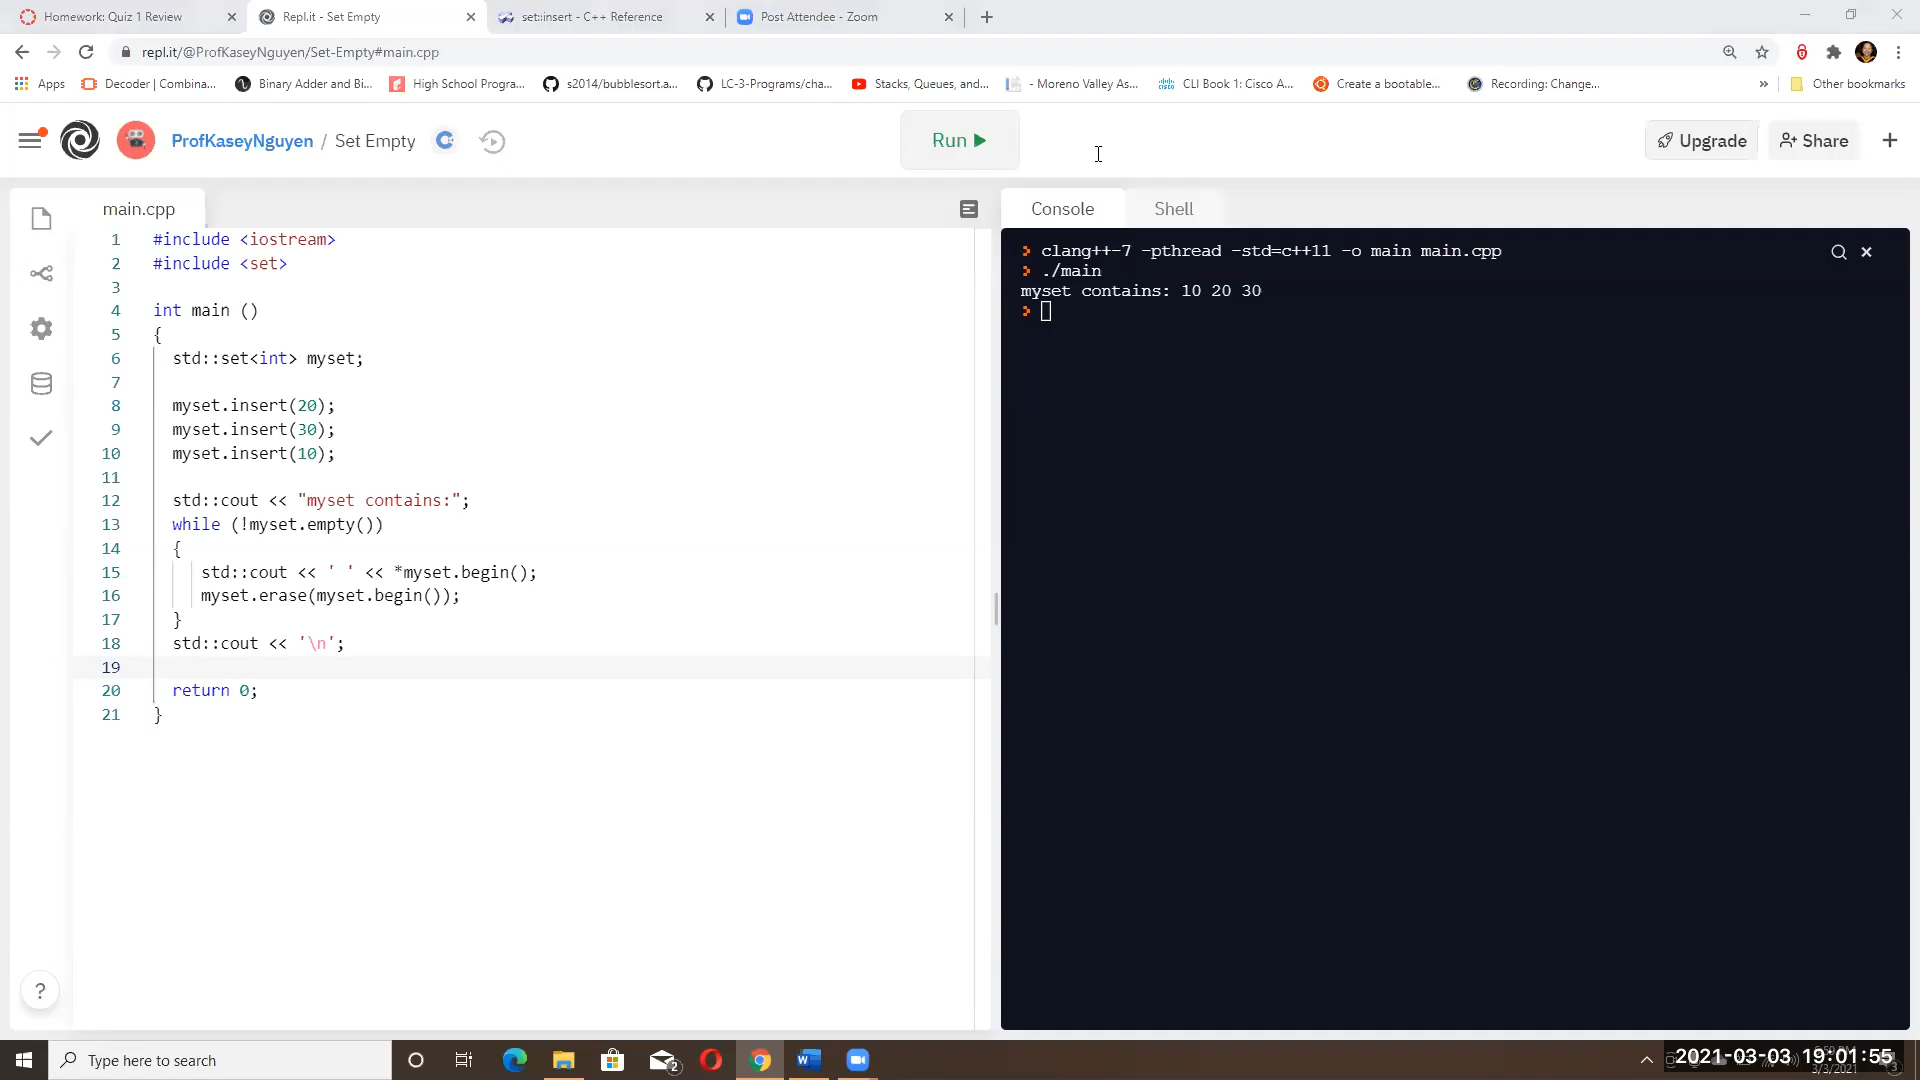 Homework: Quiz 1 Review
Repl.it - Set Empty
set::insert - C++ Reference
Post Attendee - Zoom
repl.it/@ProfKaseyNguyen/Set-Empty#main.cpp
Apps
Decoder | Combina...
Binary Adder and Bi...
High School Progra...
s2014/bubblesort.a...
LC-3-Programs/cha...
Stacks, Queues, and...
- Moreno Valley As...
CLI Book 1: Cisco A...
Create a bootable...
Recording: Change...
»
Other bookmarks
ProfKaseyNguyen / Set Empty
Run
Upgrade
Share
main.cpp
1 #include <iostream>
2 #include <set>
3
4 int main ()
5 {
6 std::set<int> myset;
7
8 myset.insert(20);
9 myset.insert(30);
10 myset.insert(10);
11
12 std::cout << "myset contains:";
13 while (!myset.empty())
14 {
15 std::cout << ' ' << *myset.begin();
16 myset.erase(myset.begin());
17 }
18 std::cout << '\n';
19
20 return 0;
21 }
?
Console
Shell
clang++-7 -pthread -std=c++11 -o main main.cpp
./main
myset contains: 10 20 30
Type here to search
2
2021-03-03 19:01:55
3/3/2021
3